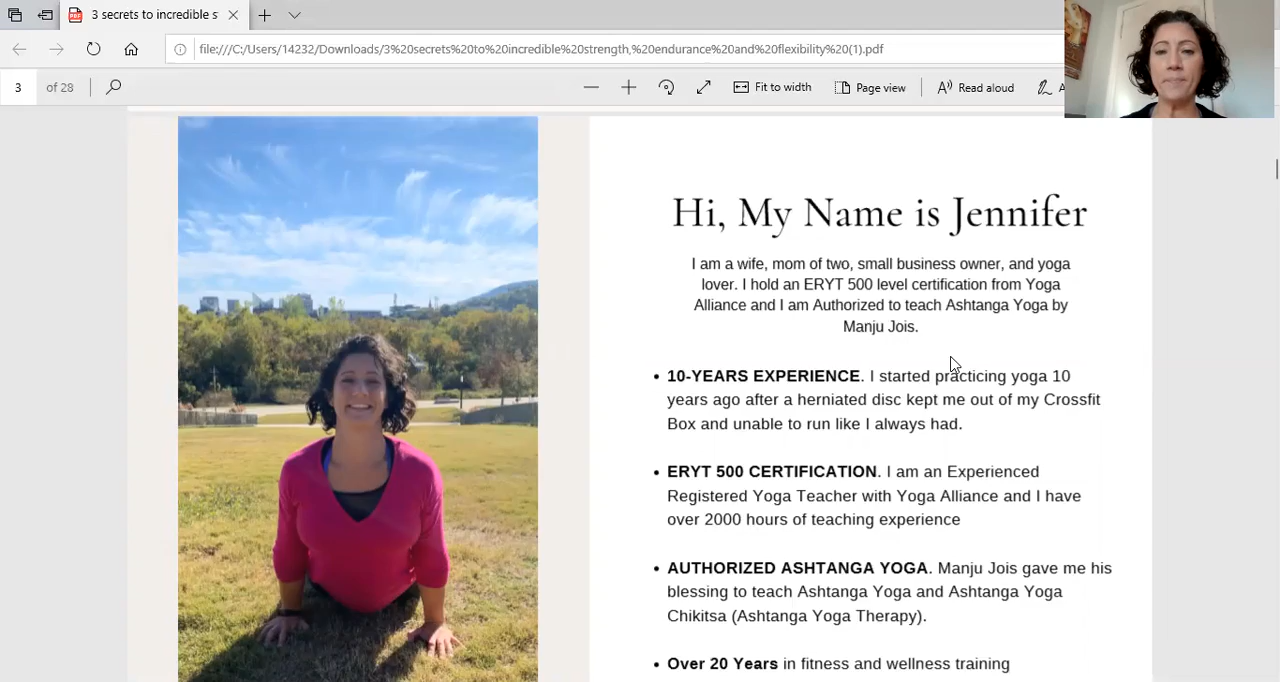 3 secrets to incredible s
file:///C:/Users/14232/Downloads/3%20secrets%20to%20incredible%20strength,%20endurance%20and%20flexibility%20(1).pdf
3 of 28
Fit to width
Page view
Read aloud
Hi, My Name is Jennifer
I am a wife, mom of two, small business owner, and yoga
lover. I hold an ERYT 500 level certification from Yoga
Alliance and I am Authorized to teach Ashtanga Yoga by
Manju Jois.
• 10-YEARS EXPERIENCE. I started practicing yoga 10
years ago after a herniated disc kept me out of my Crossfit
Box and unable to run like I always had.
• ERYT 500 CERTIFICATION. I am an Experienced
Registered Yoga Teacher with Yoga Alliance and I have
over 2000 hours of teaching experience
• AUTHORIZED ASHTANGA YOGA. Manju Jois gave me his
blessing to teach Ashtanga Yoga and Ashtanga Yoga
Chikitsa (Ashtanga Yoga Therapy).
• Over 20 Years in fitness and wellness training